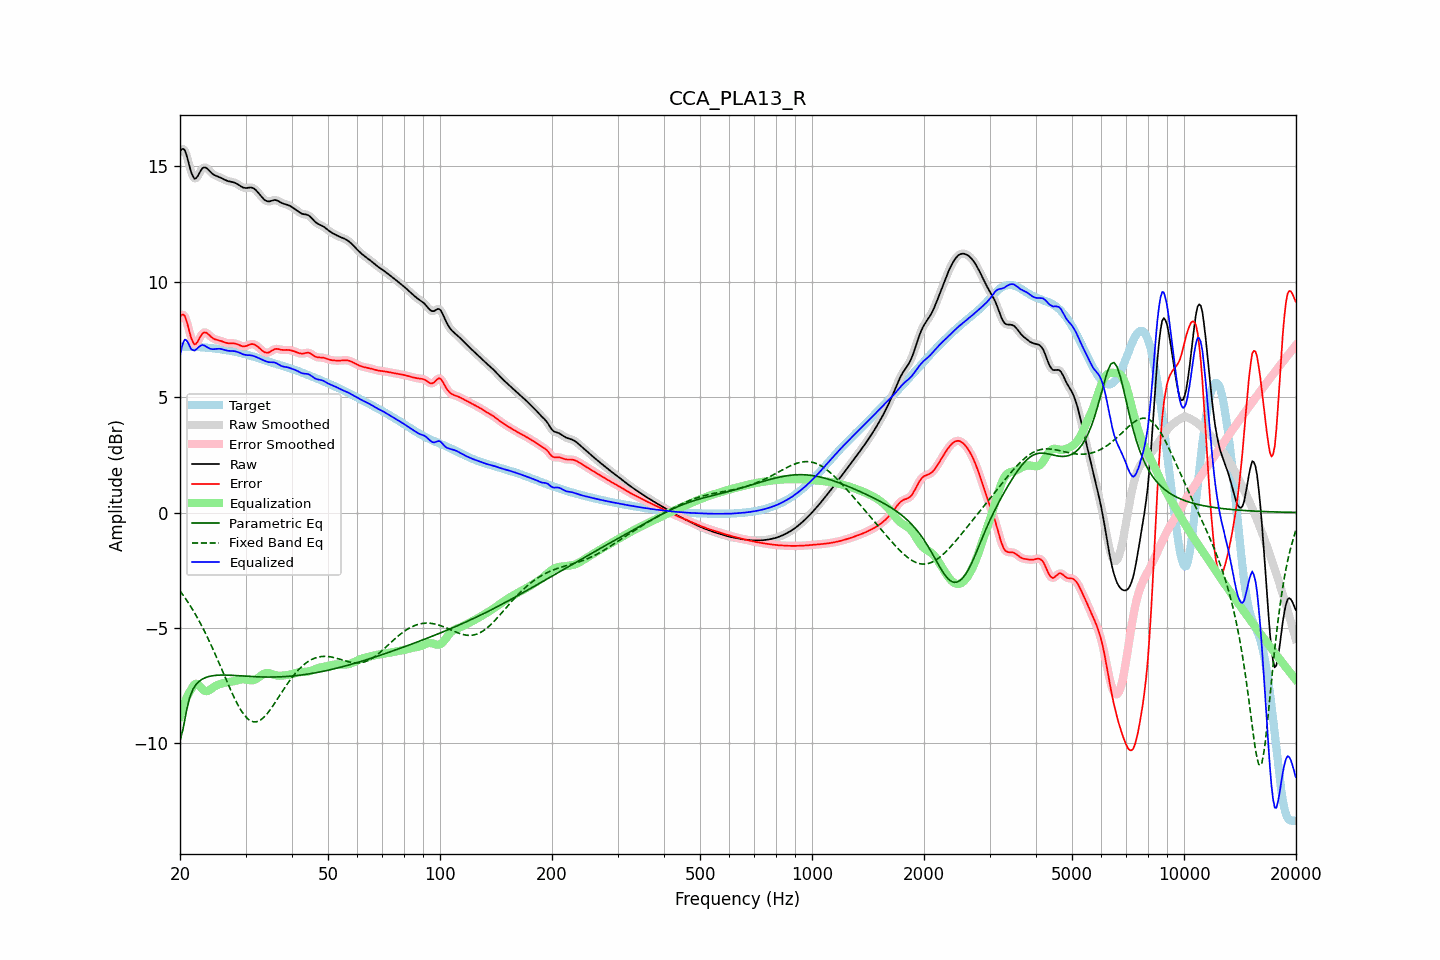 CCA_PLA13_R
Amplitude (dBr)
15
10
5
0
−5
−10
Target
Raw Smoothed
Error Smoothed
Raw
Error
Equalization
Parametric Eq
Fixed Band Eq
Equalized
20 50 100 200 500 1000 2000 5000 10000 20000
Frequency (Hz)